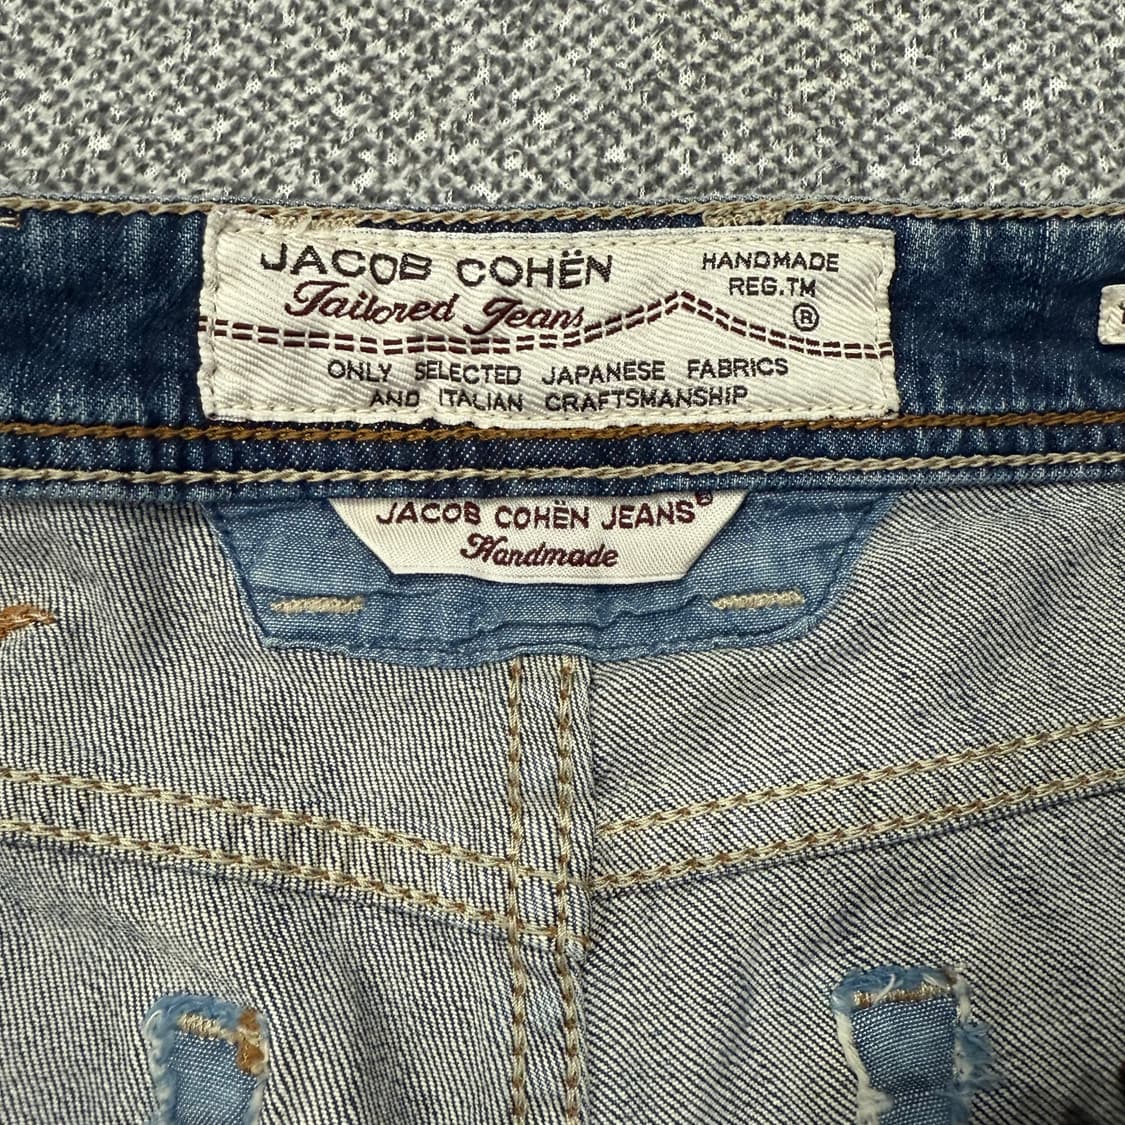 JACOB COHËN
Tailored Jeans
HANDMADE
REG.TM
®
ONLY SELECTED JAPANESE FABRICS
AND ITALIAN CRAFTSMANSHIP
JACOB COHËN JEANS®
Handmade